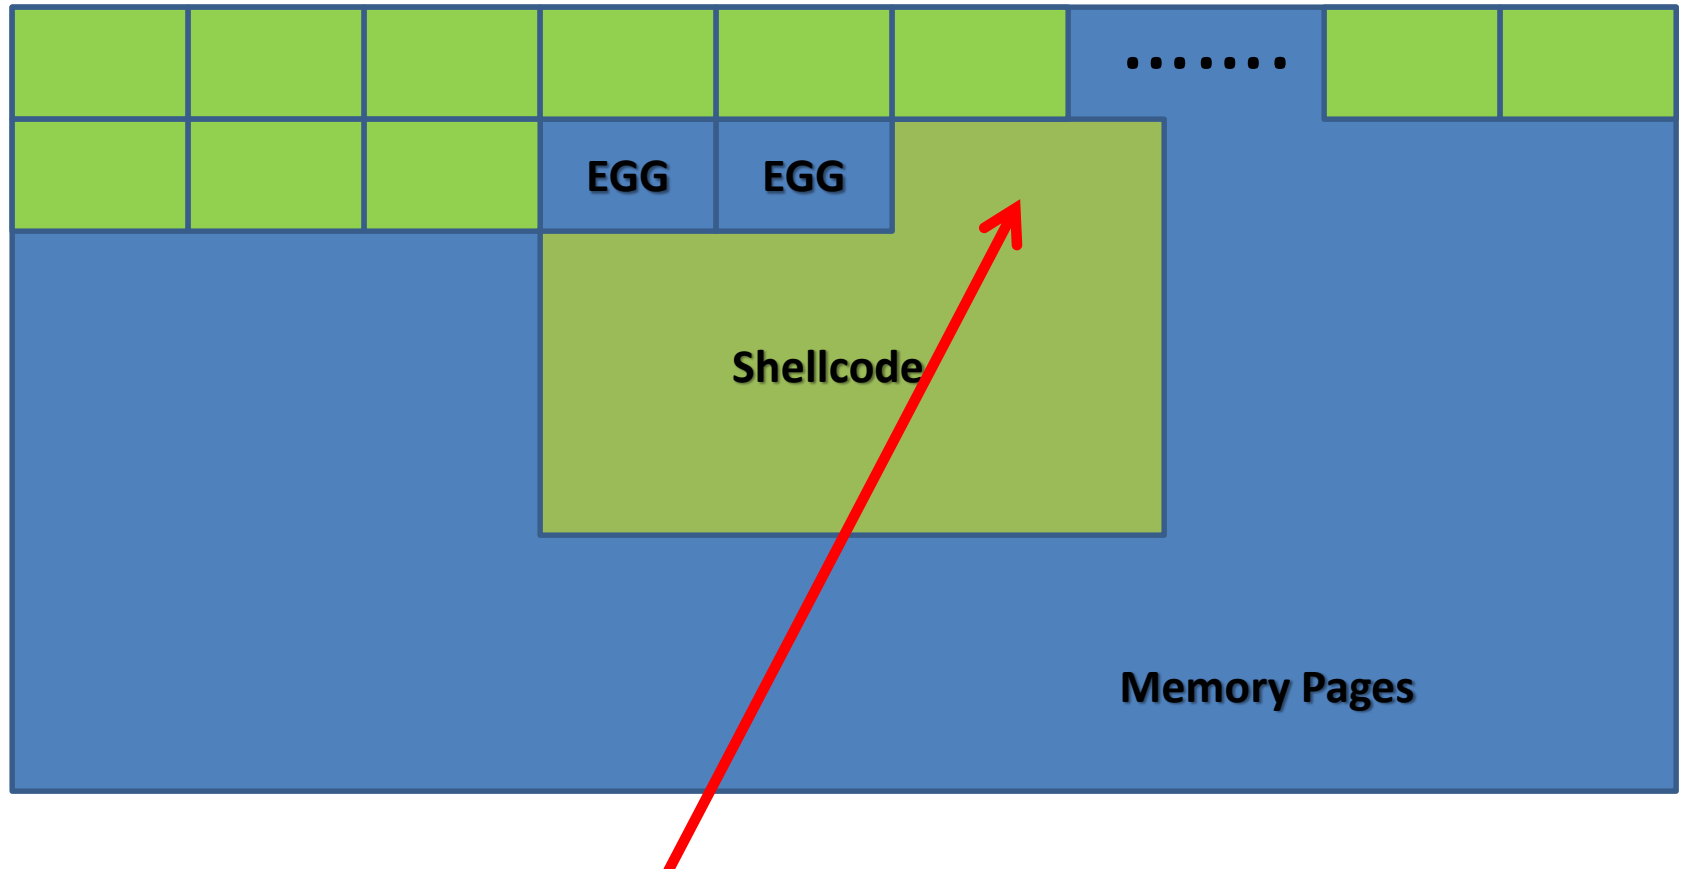 .......
EGG EGG
Shellcode
Memory Pages